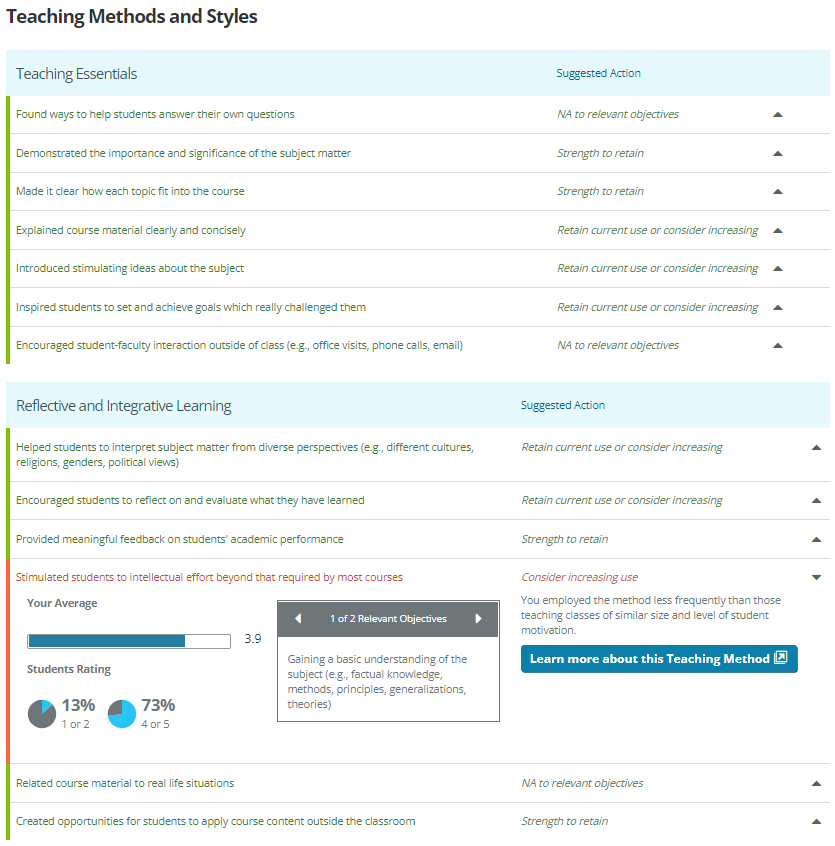 Teaching Methods and Styles
Teaching Essentials
Suggested Action
Found ways to help students answer their own questions
NA to relevant objectives
Demonstrated the importance and significance of the subject matter
Strength to retain
Made it clear how each topic fit into the course
Strength to retain
Explained course material clearly and concisely
Retain current use or consider increasing
Introduced stimulating ideas about the subject
Retain current use or consider increasing
Inspired students to set and achieve goals which really challenged them
Retain current use or consider increasing
Encouraged student-faculty interaction outside of class (e.g., office visits, phone calls, email)
NA to relevant objectives
Reflective and Integrative Learning
Suggested Action
Helped students to interpret subject matter from diverse perspectives (e.g., different cultures,
religions, genders, political views)
Retain current use or consider increasing
Encouraged students to reflect on and evaluate what they have learned
Retain current use or consider increasing
Provided meaningful feedback on students' academic performance
Strength to retain
Stimulated students to intellectual effort beyond that required by most courses
Consider increasing use
Your Average
3.9
Students Rating
13%
1 or 2
73%
4 or 5
1 of 2 Relevant Objectives
Gaining a basic understanding of the
subject (e.g., factual knowledge,
methods, principles, generalizations,
theories)
You employed the method less frequently than those
teaching classes of similar size and level of student
motivation.
Learn more about this Teaching Method
Related course material to real life situations
NA to relevant objectives
Created opportunities for students to apply course content outside the classroom
Strength to retain